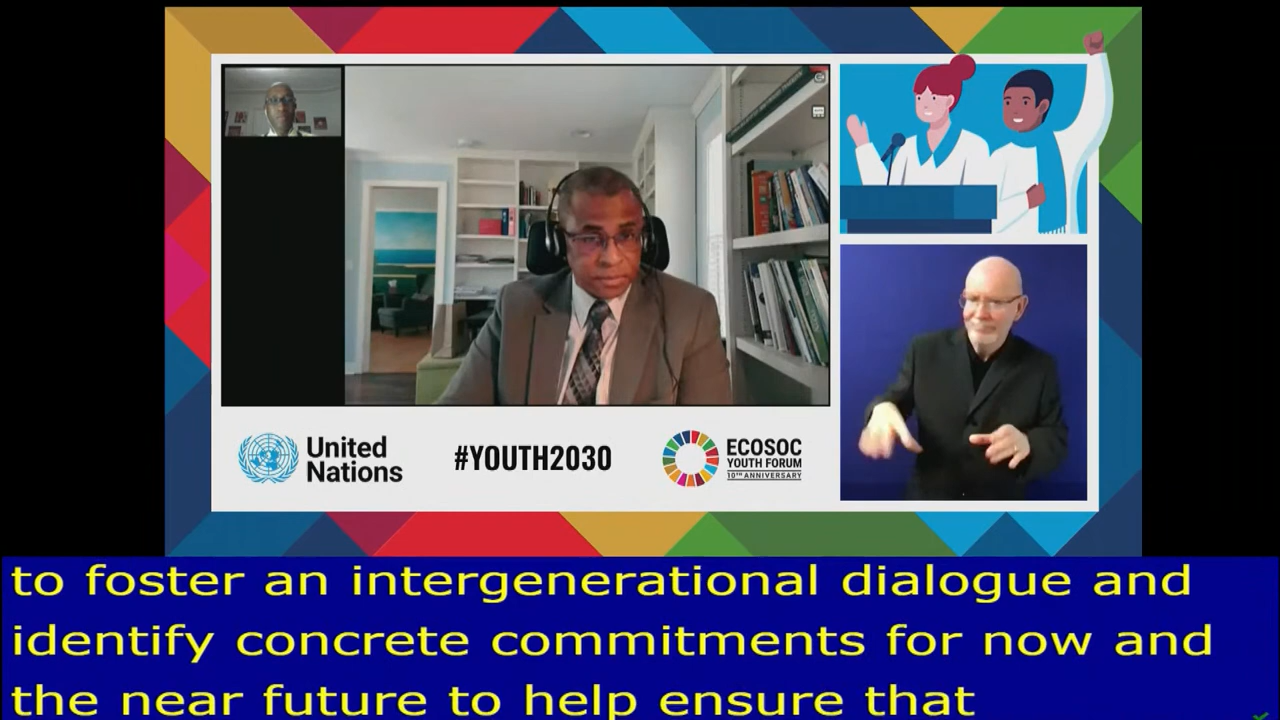 United
Nations
#YOUTH2030
ECOSOC
YOUTH FORUM
10TH ANNIVERSARY
to foster an intergenerational dialogue and
identify concrete commitments for now and
the near future to help ensure that